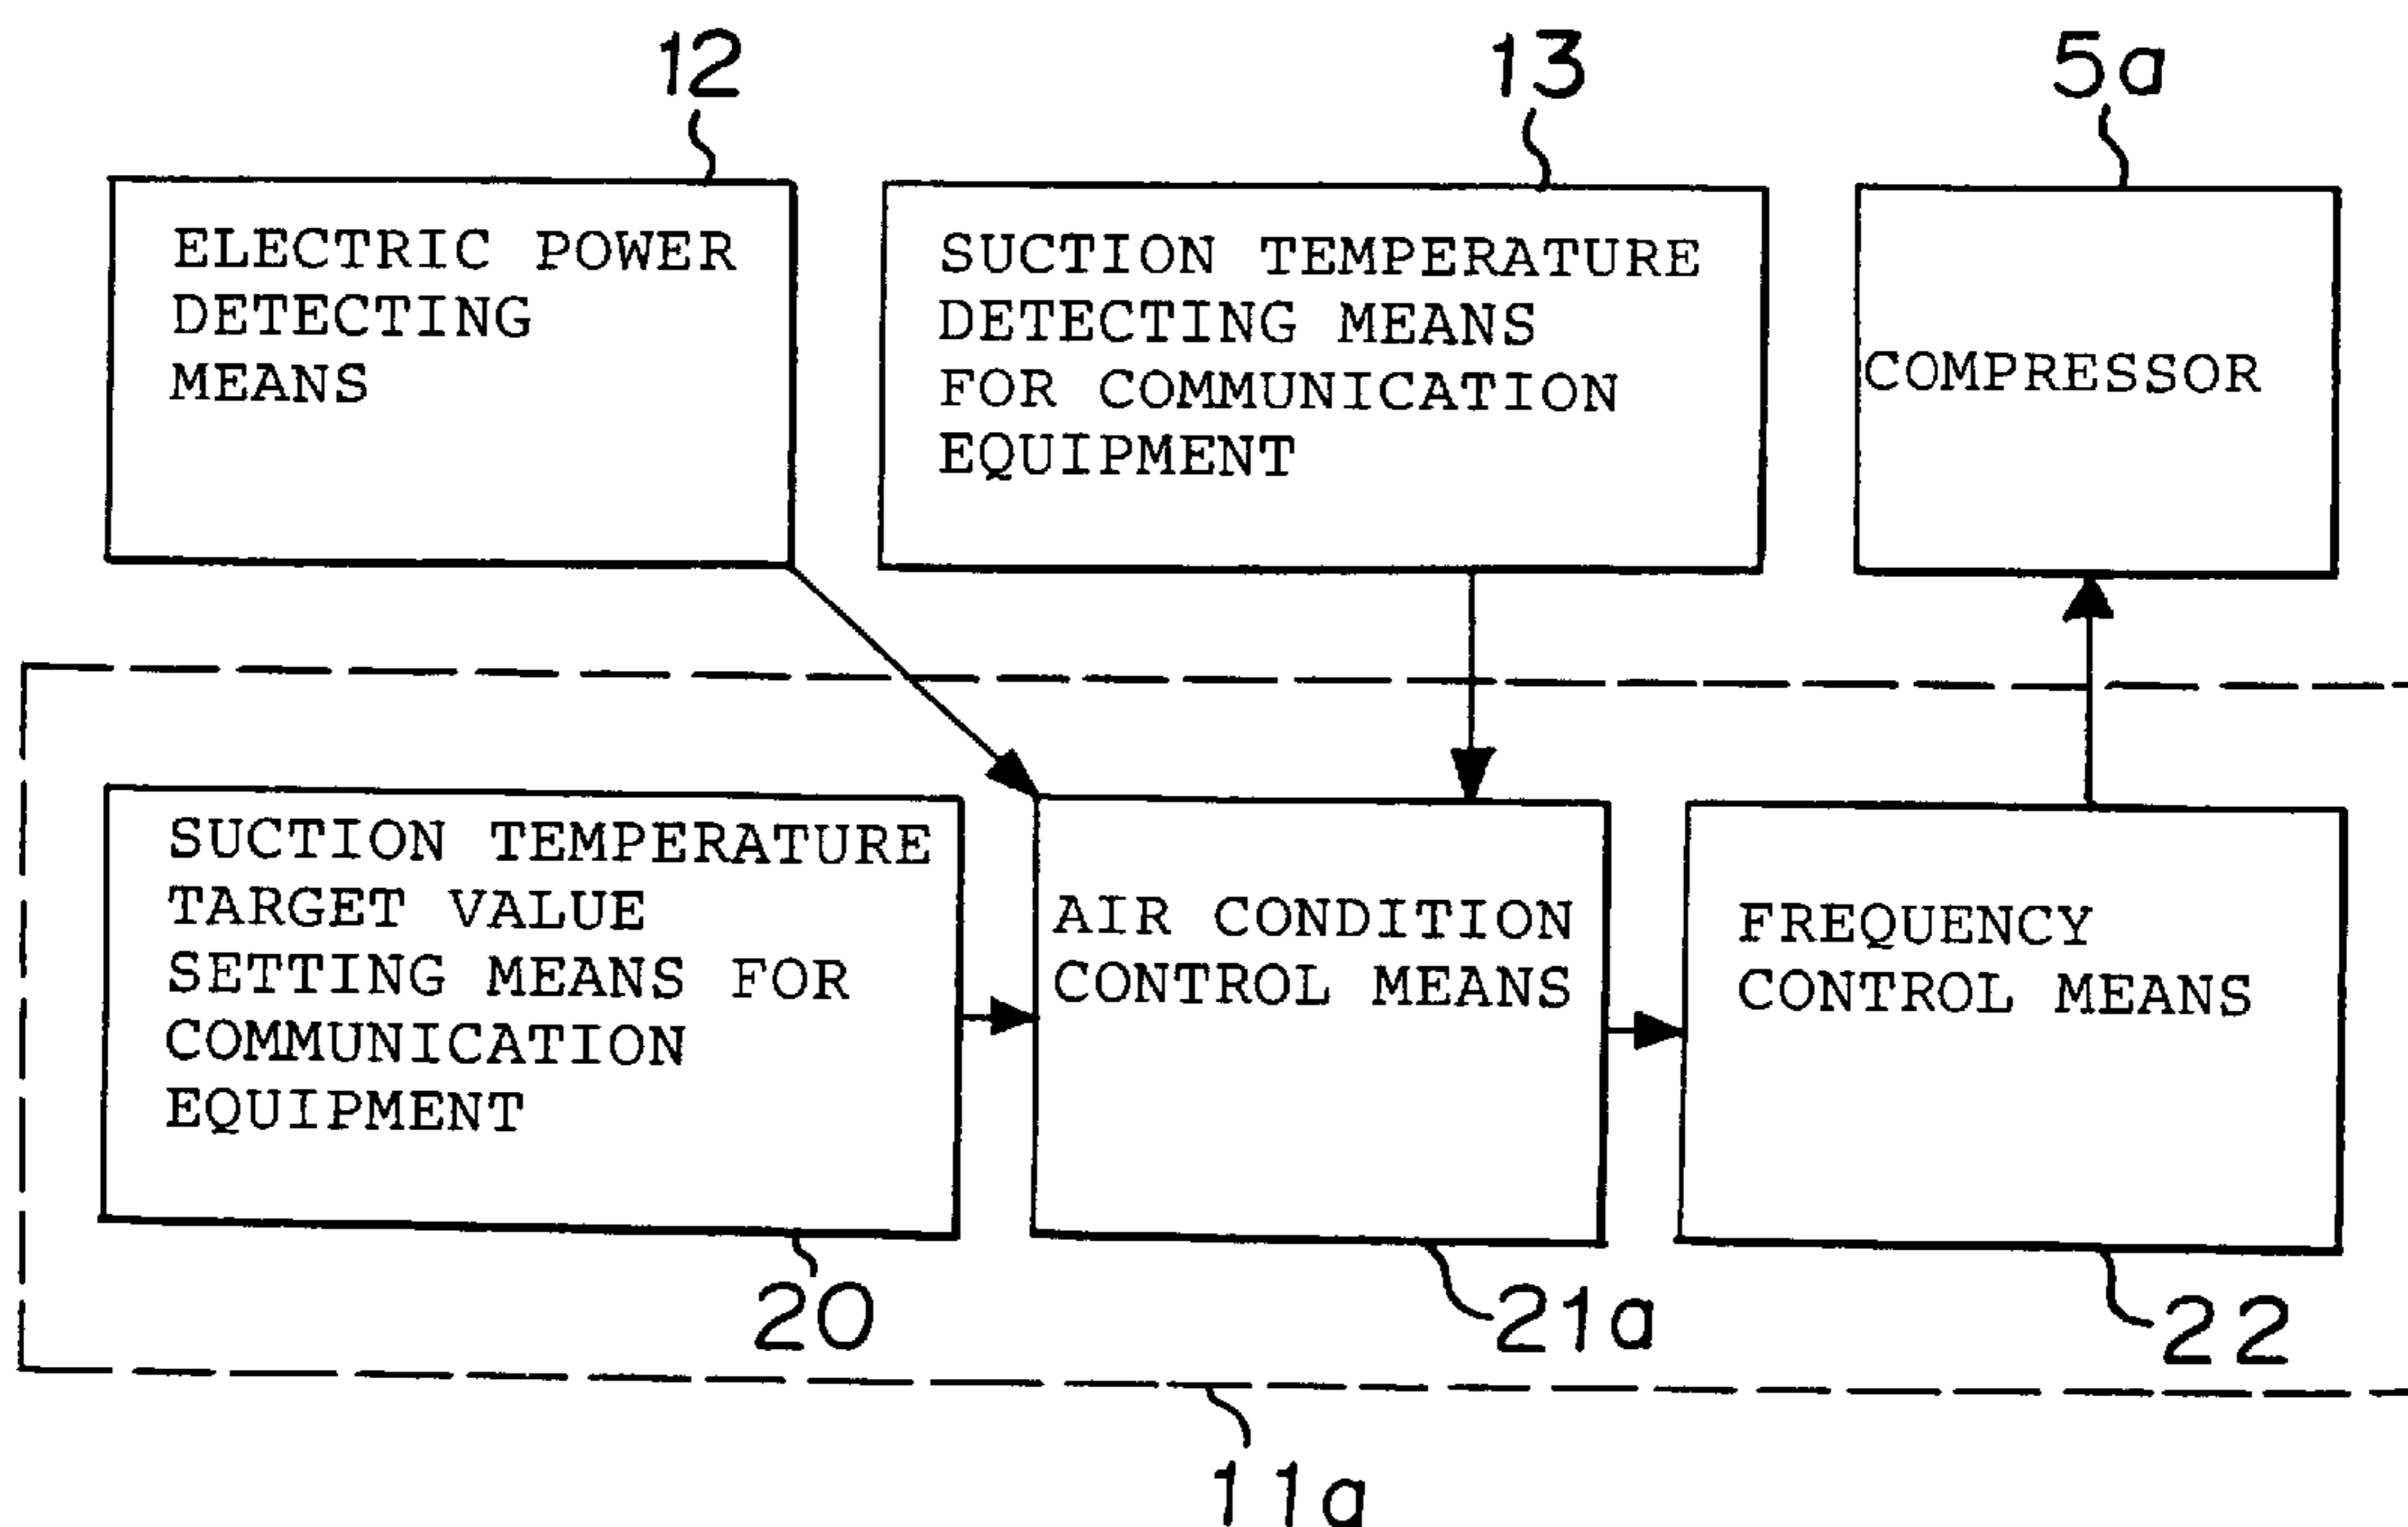 12
13
5a
ELECTRIC POWER
DETECTING
MEANS
SUCTION TEMPERATURE
DETECTING MEANS
FOR COMMUNICATION
EQUIPMENT
COMPRESSOR
SUCTION TEMPERATURE
TARGET VALUE
SETTING MEANS FOR
COMMUNICATION
EQUIPMENT
AIR CONDITION
CONTROL MEANS
FREQUENCY
CONTROL MEANS
20
21a
22
11a